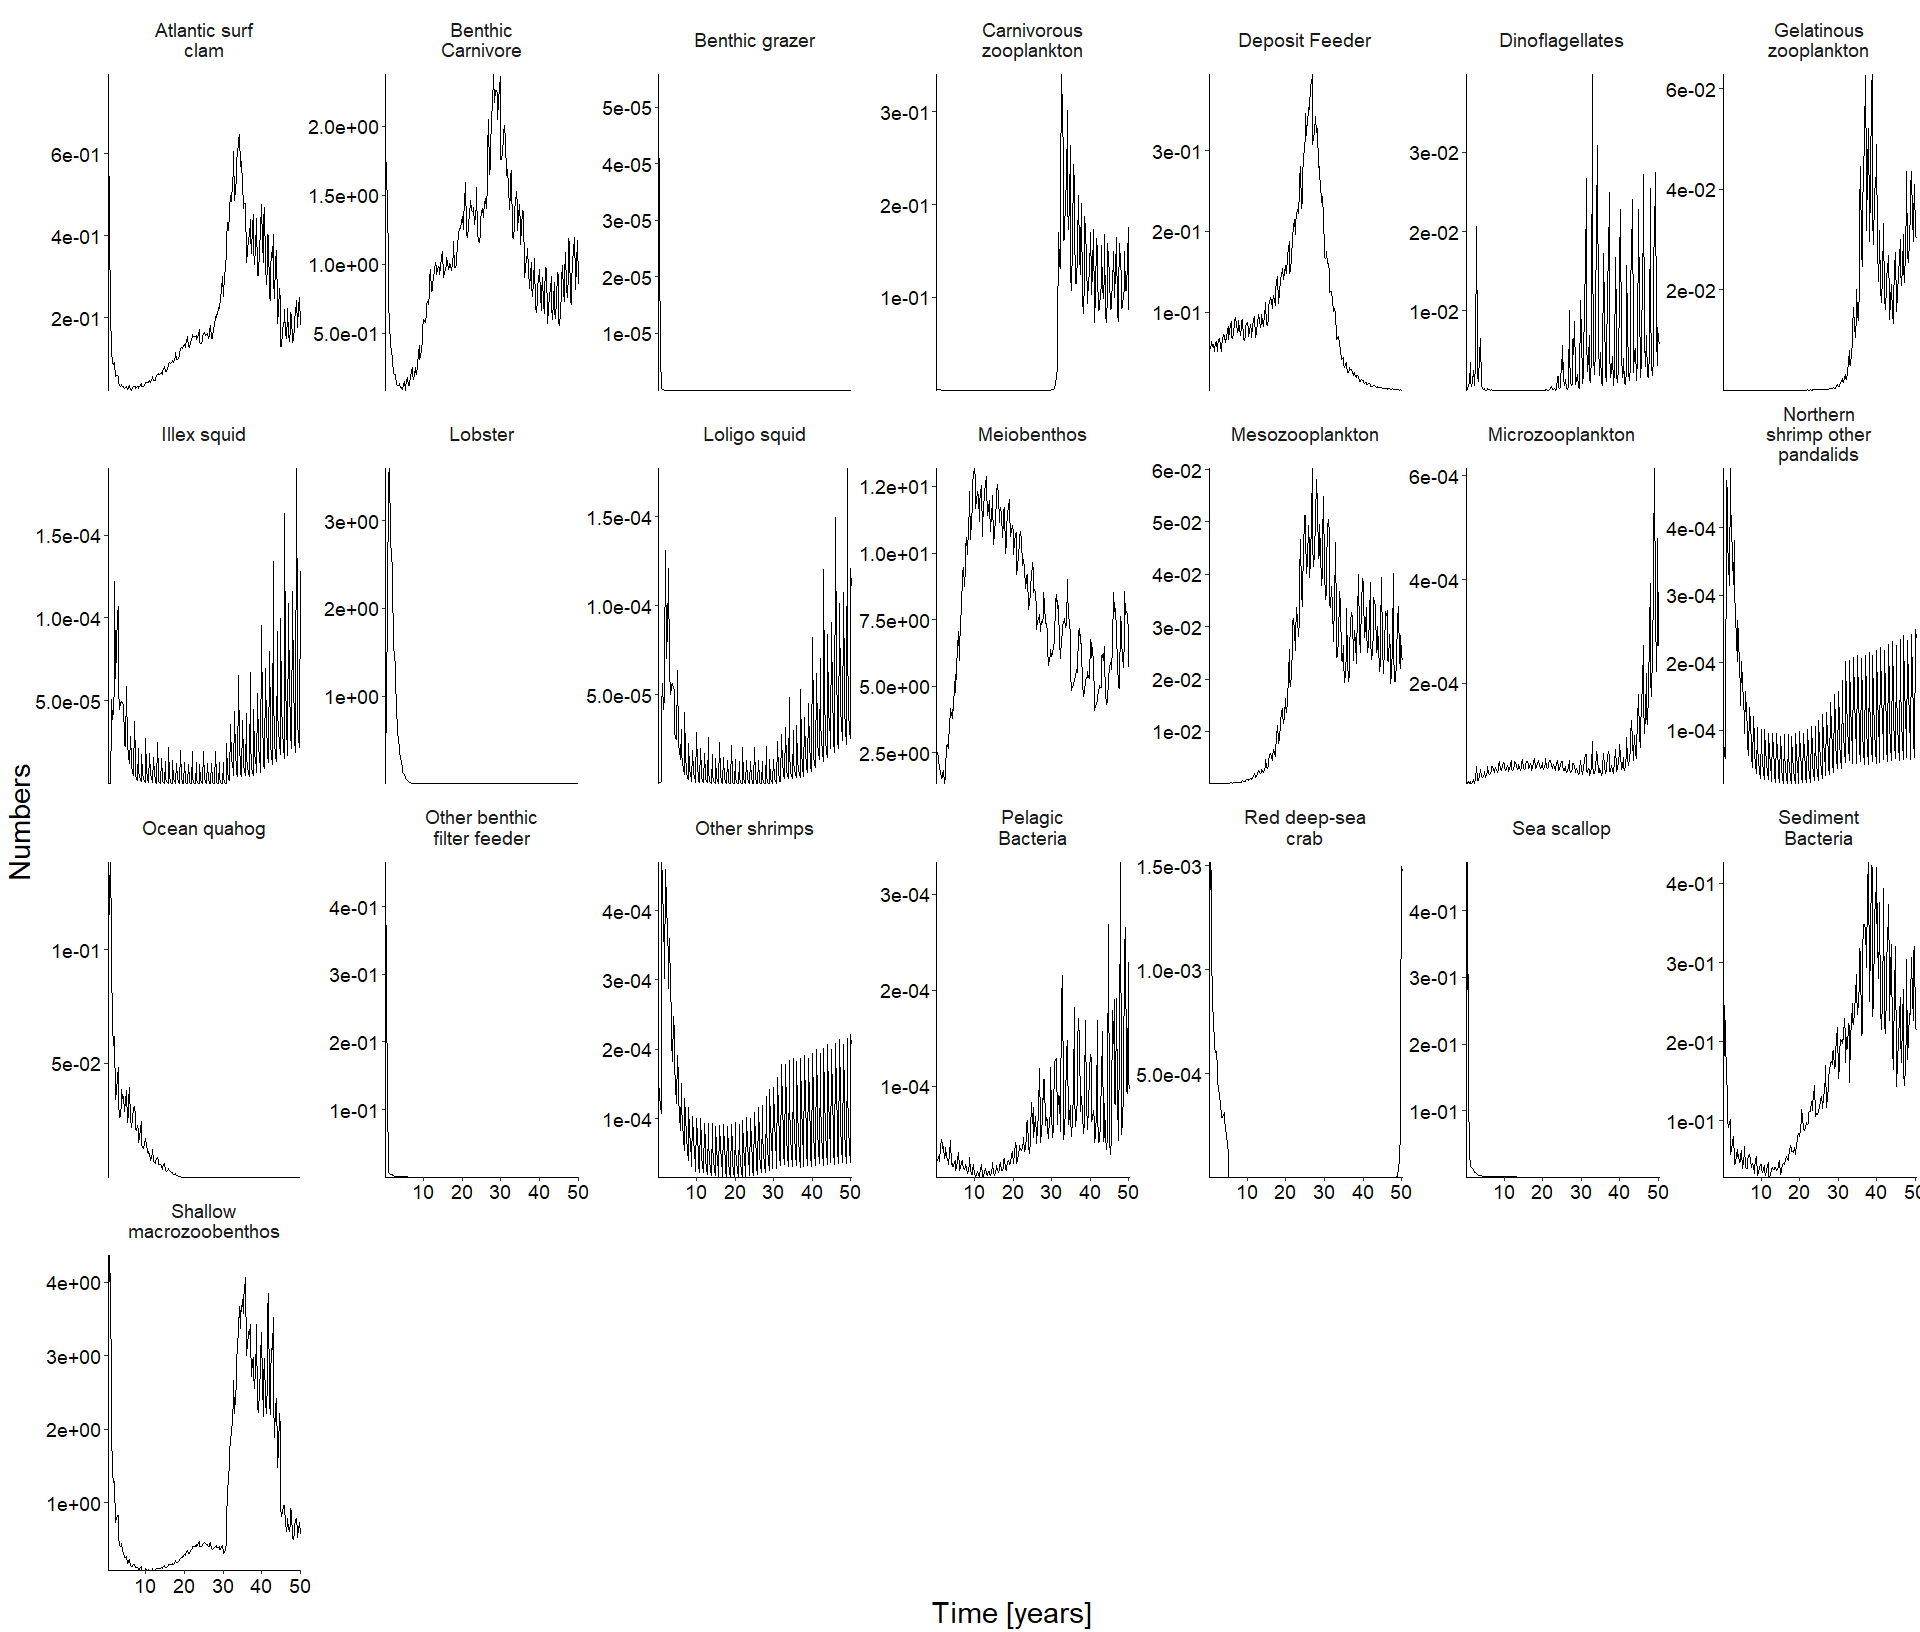 Atlantic surf
clam
Benthic
Carnivore
Benthic grazer
Carnivorous
zooplankton
Deposit Feeder
Dinoflagellates
Gelatinous
zooplankton
6e-01
4e-01
2e-01
2.0e+00
1.5e+00
1.0e+00
5.0e-01
5e-05
4e-05
3e-05
2e-05
1e-05
3e-01
2e-01
1e-01
3e-01
2e-01
1e-01
3e-02
2e-02
1e-02
6e-02
4e-02
2e-02
Illex squid
Lobster
Loligo squid
Meiobenthos
Mesozooplankton
Microzooplankton
Northern
shrimp other
pandalids
1.5e-04
1.0e-04
5.0e-05
3e+00
2e+00
1e+00
1.5e-04
1.0e-04
5.0e-05
1.2e+01
1.0e+01
7.5e+00
5.0e+00
2.5e+00
6e-02
5e-02
4e-02
3e-02
2e-02
1e-02
6e-04
4e-04
2e-04
4e-04
3e-04
2e-04
1e-04
Numbers
Ocean quahog
Other benthic
filter feeder
Other shrimps
Pelagic
Bacteria
Red deep-sea
crab
Sea scallop
Sediment
Bacteria
1e-01
5e-02
4e-01
3e-01
2e-01
1e-01
4e-04
3e-04
2e-04
1e-04
3e-04
2e-04
1e-04
1.5e-03
1.0e-03
5.0e-04
4e-01
3e-01
2e-01
1e-01
4e-01
3e-01
2e-01
1e-01
10 20 30 40 50
10 20 30 40 50
10 20 30 40 50
10 20 30 40 50
10 20 30 40 50
10 20 30 40 50
Shallow
macrozoobenthos
4e+00
3e+00
2e+00
1e+00
10 20 30 40 50
Time [years]